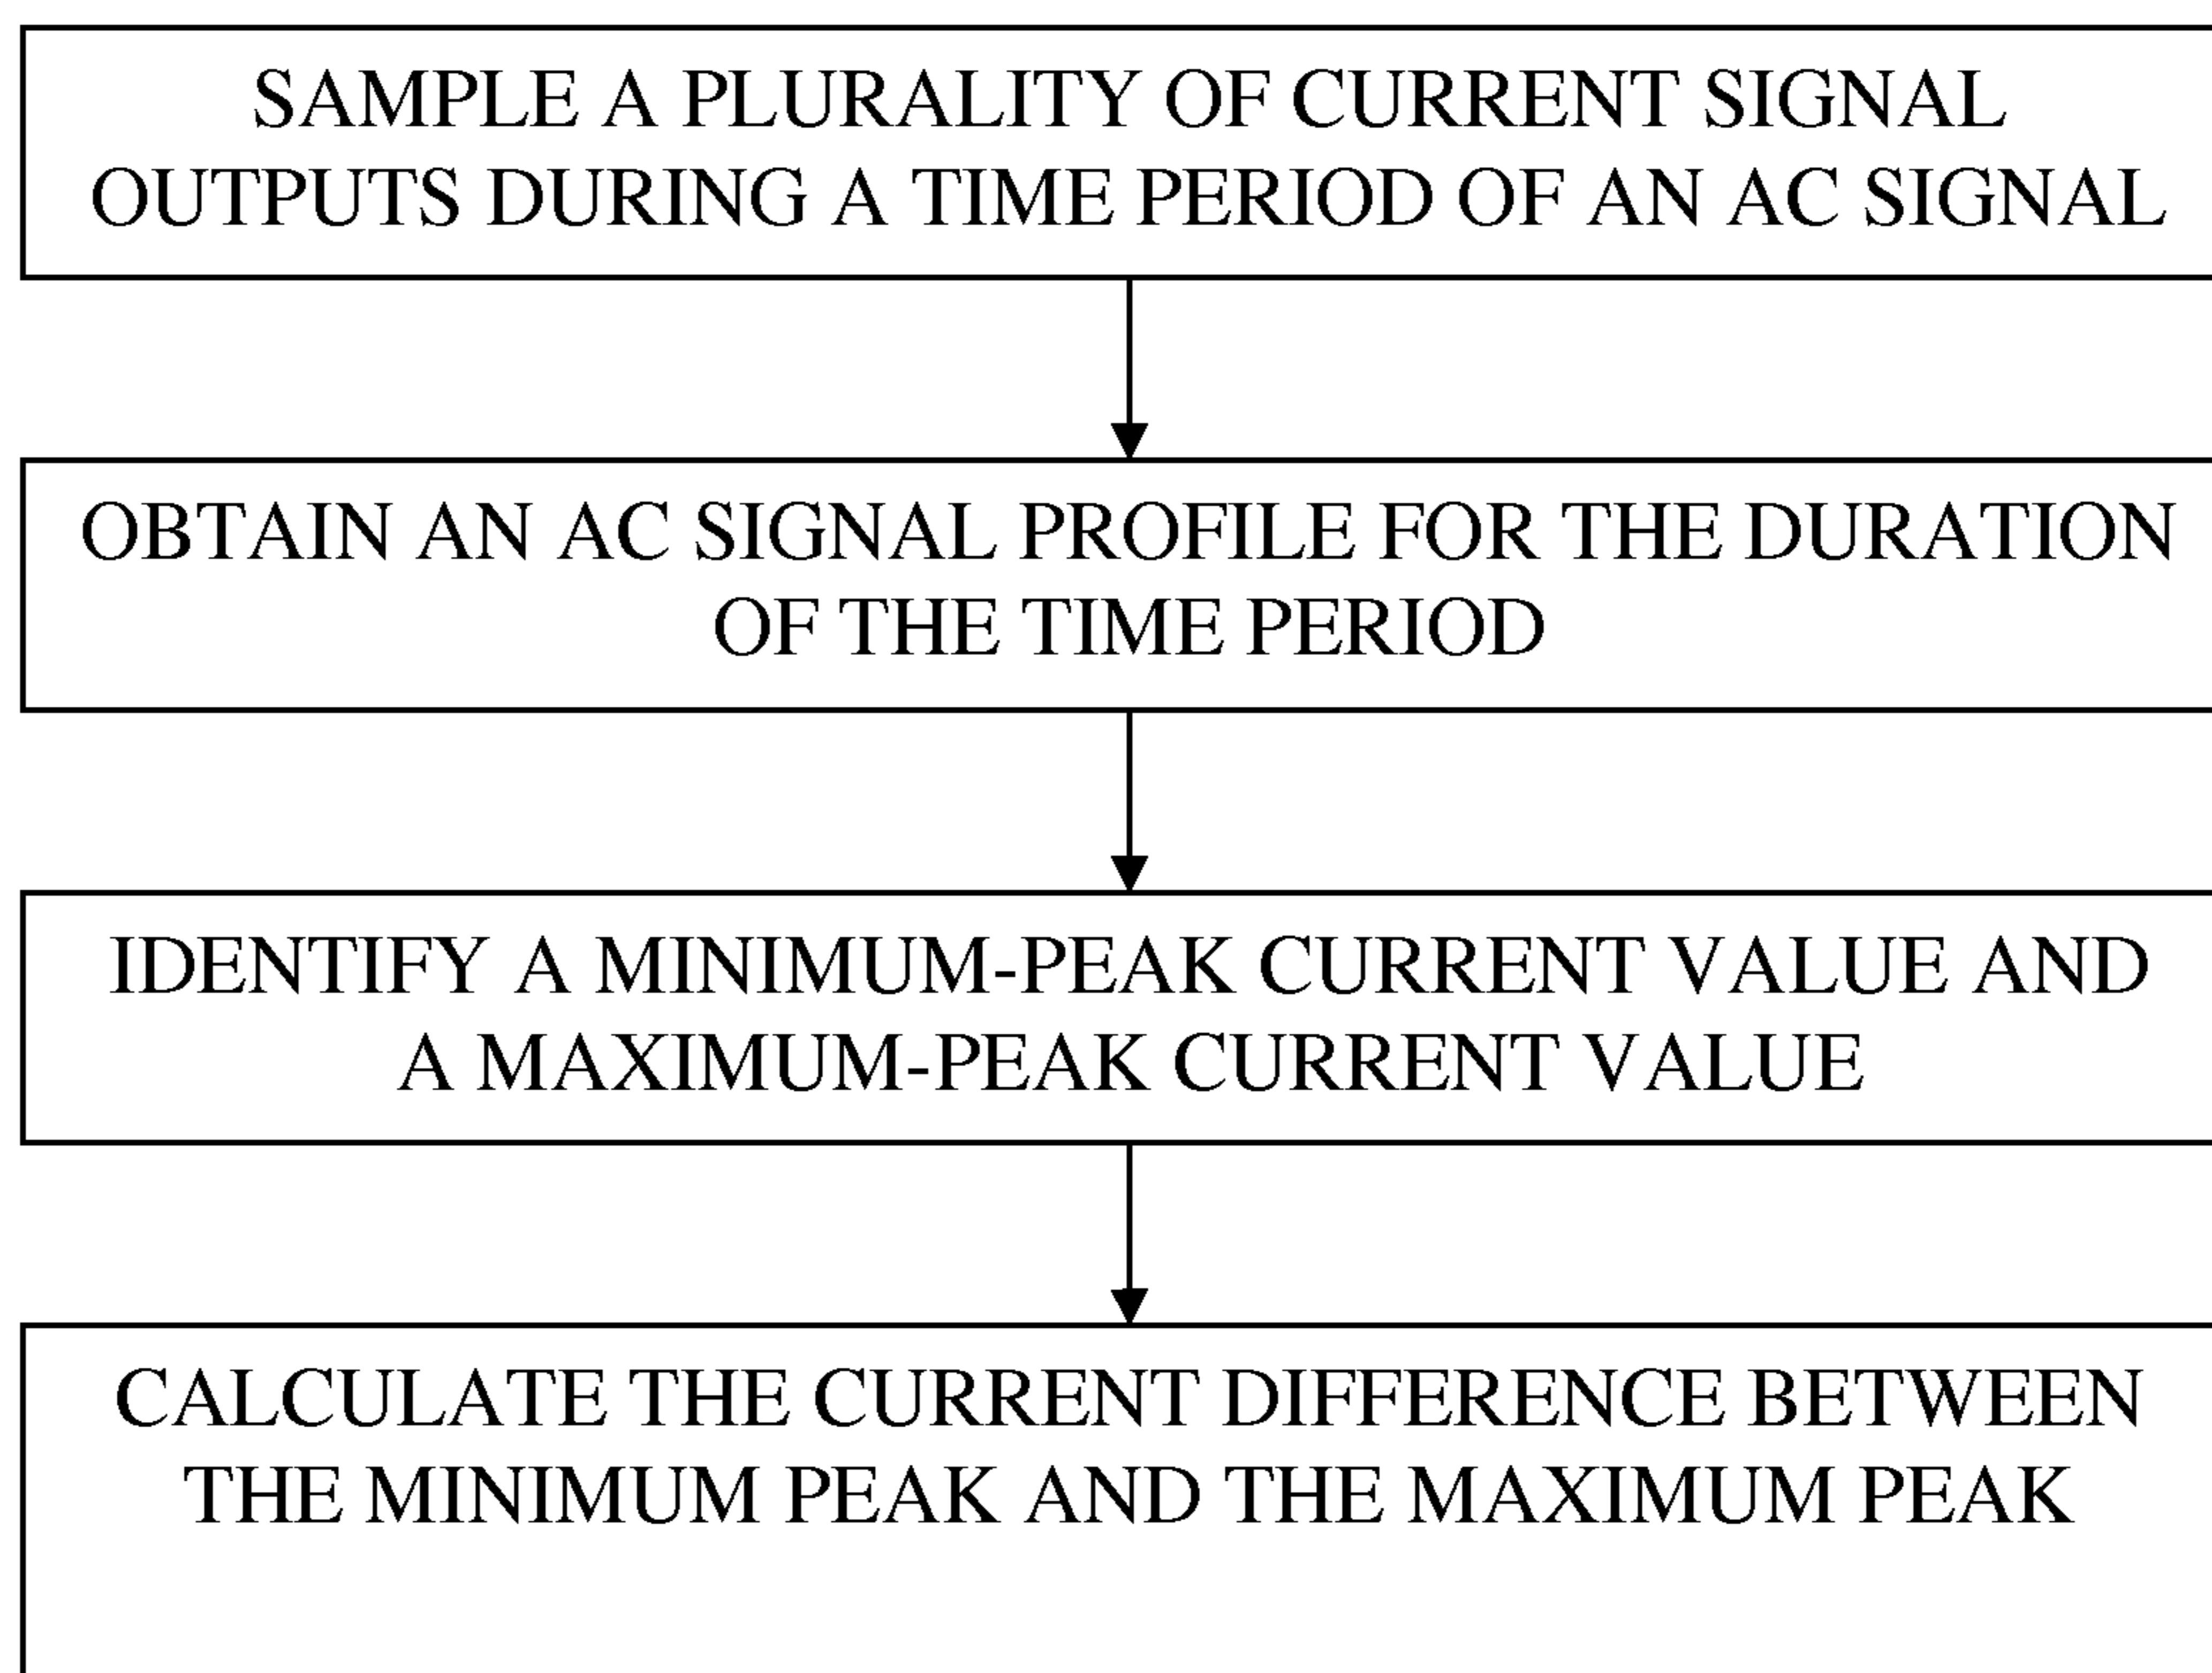 SAMPLE A PLURALITY OF CURRENT SIGNAL
OUTPUTS DURING A TIME PERIOD OF AN AC SIGNAL
OBTAIN AN AC SIGNAL PROFILE FOR THE DURATION
OF THE TIME PERIOD
IDENTIFY A MINIMUM-PEAK CURRENT VALUE AND
A MAXIMUM-PEAK CURRENT VALUE
CALCULATE THE CURRENT DIFFERENCE BETWEEN
THE MINIMUM PEAK AND THE MAXIMUM PEAK